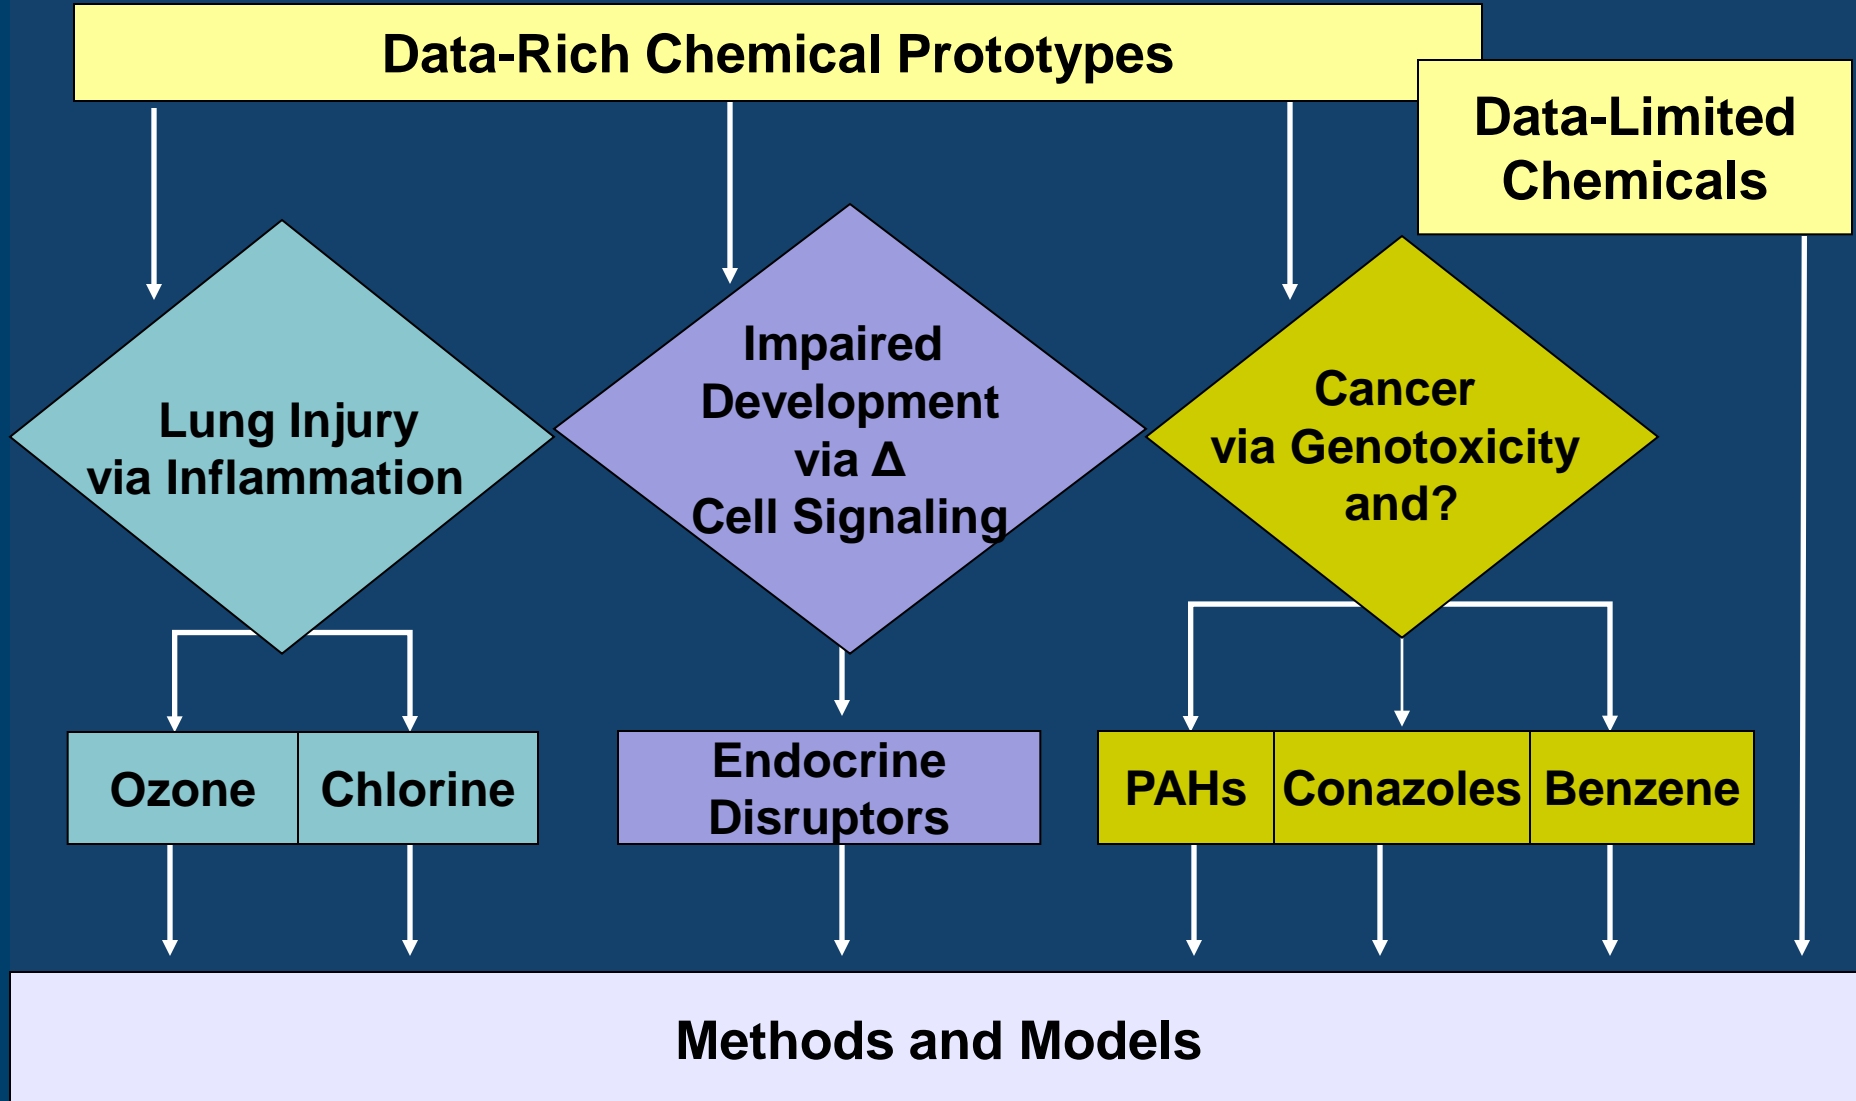 Data-Rich Chemical Prototypes
Data-Limited
Chemicals
Lung Injury
via Inflammation
Impaired
Development
via Δ
Cell Signaling
Cancer
via Genotoxicity
and?
Ozone
Chlorine
Endocrine
Disruptors
PAHs
Conazoles
Benzene
Methods and Models